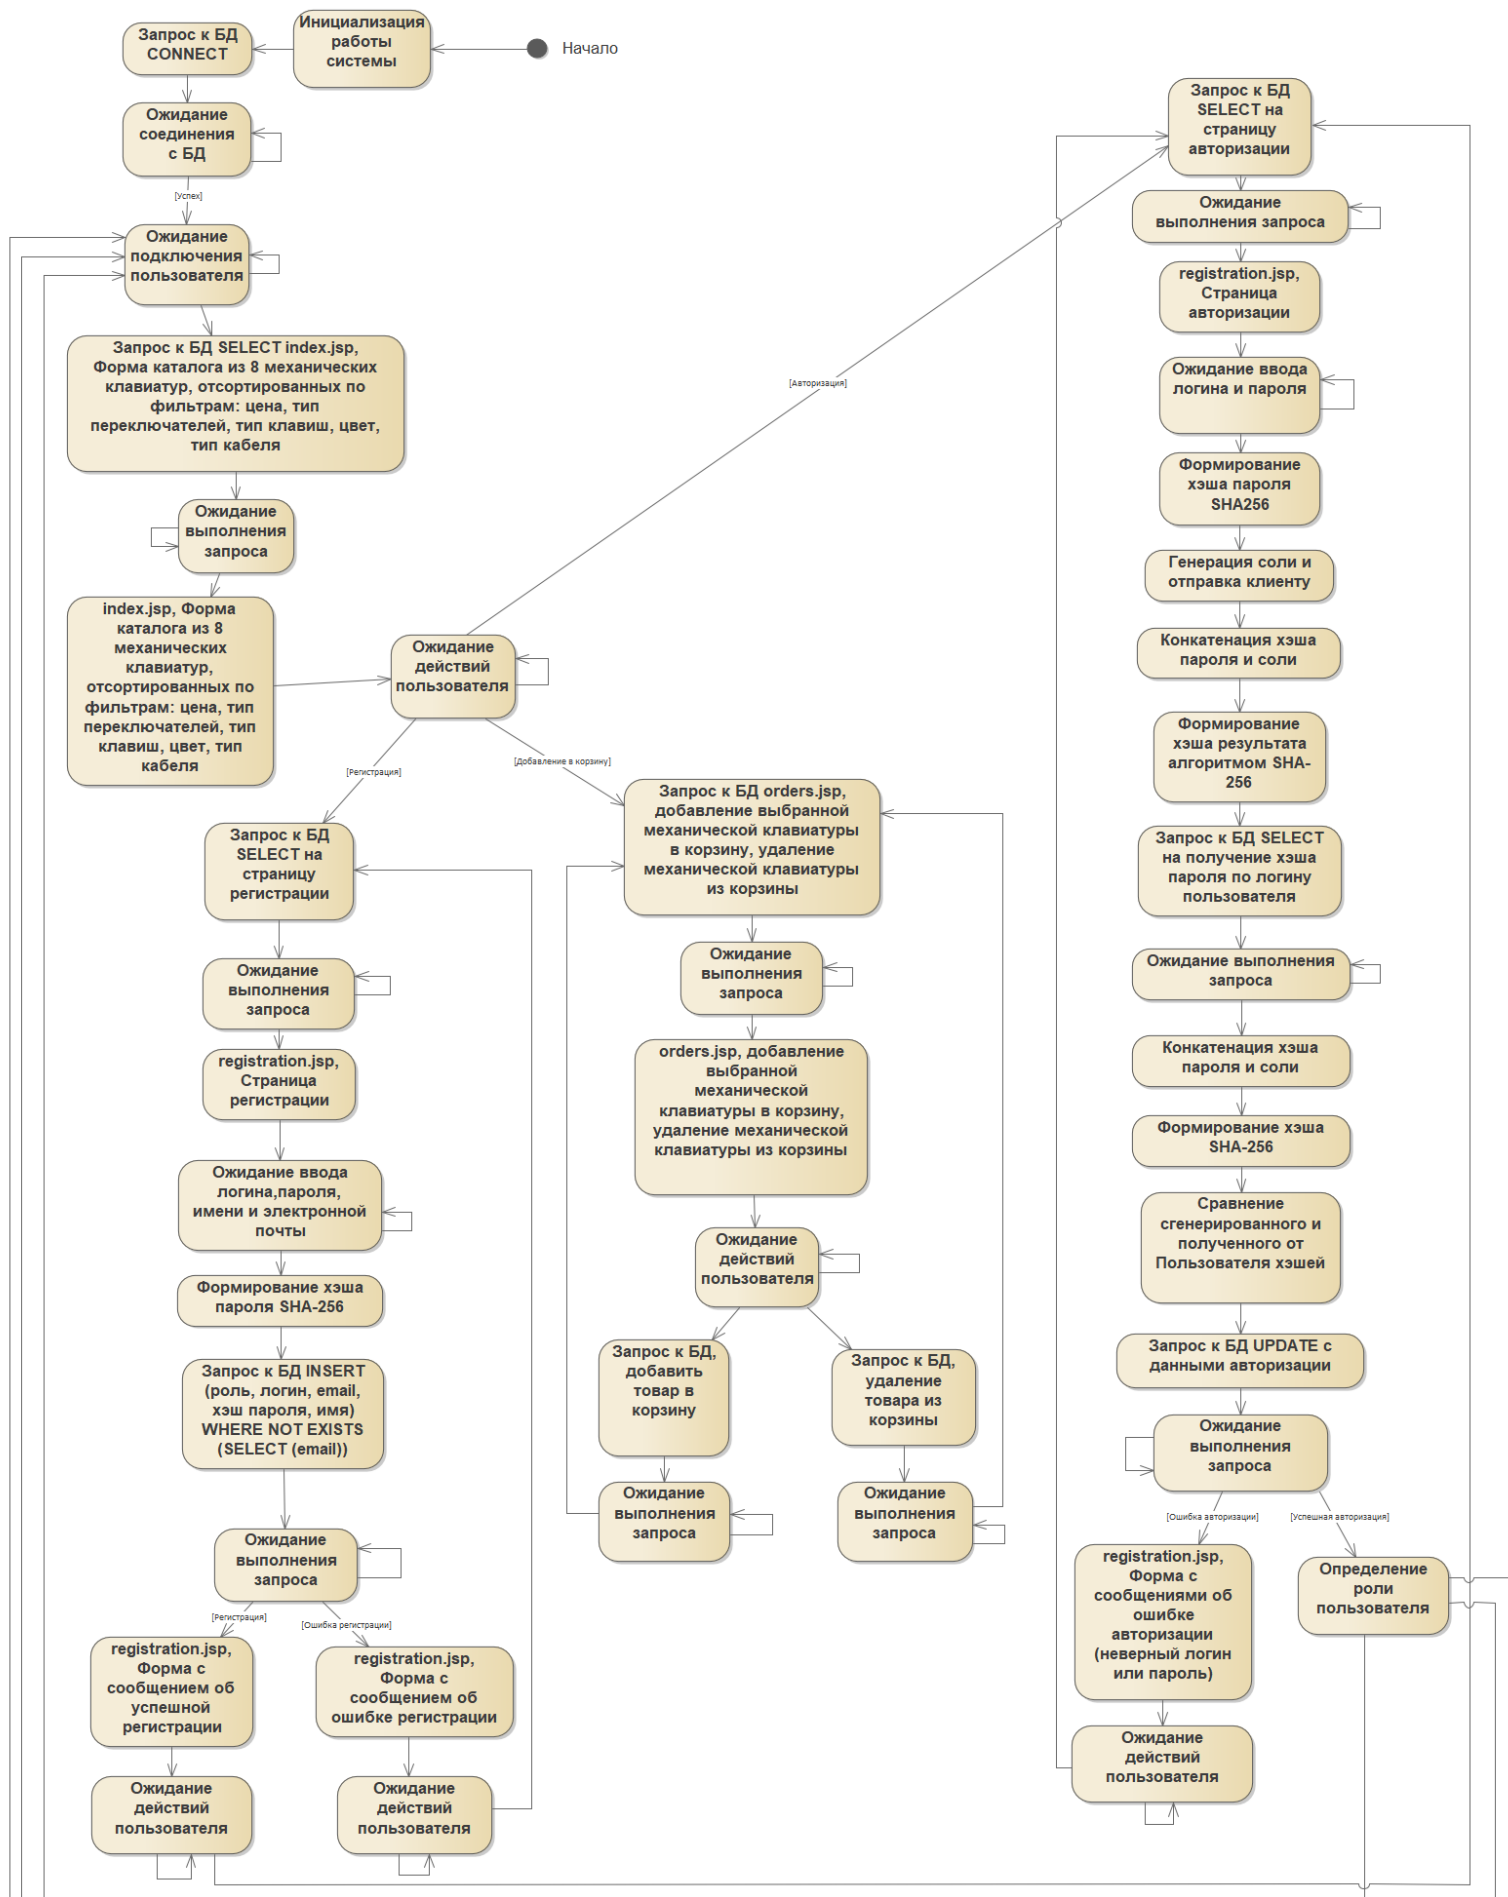 Начало
Инициализация
работы
системы
Запрос к БД
CONNECT
Ожидание
соединения
с БД
[Успех]
Ожидание
подключения
пользователя
Запрос к БД SELECT index.jsp,
Форма каталога из 8 механических
клавиатур, отсортированных по
фильтрам: цена, тип
переключателей, тип клавиш, цвет,
тип кабеля
Ожидание
выполнения
запроса
index.jsp, Форма
каталога из 8
механических
клавиатур,
отсортированных по
фильтрам: цена, тип
переключателей, тип
клавиш, цвет, тип
кабеля
Ожидание
действий
пользователя
[Авторизация]
[Регистрация]
[Добавление в корзину]
Запрос к БД
SELECT на
страницу
регистрации
Ожидание
выполнения
запроса
registration.jsp,
Страница
регистрации
Ожидание ввода
логина,пароля,
имени и электронной
почты
Формирование хэша
пароля SHA-256
Запрос к БД INSERT
(роль, логин, email,
хэш пароля, имя)
WHERE NOT EXISTS
(SELECT (email))
Ожидание
выполнения
запроса
[Регистрация]
[Ошибка регистрации]
registration.jsp,
Форма с
сообщением об
успешной
регистрации
Ожидание
действий
пользователя
registration.jsp,
Форма с
сообщением об
ошибке регистрации
Ожидание
действий
пользователя
Запрос к БД orders.jsp,
добавление выбранной
механической клавиатуры
в корзину, удаление
механической клавиатуры
из корзины
Ожидание
выполнения
запроса
orders.jsp, добавление
выбранной
механической
клавиатуры в корзину,
удаление механической
клавиатуры из корзины
Ожидание
действий
пользователя
Запрос к БД,
добавить
товар в
корзину
Ожидание
выполнения
запроса
Запрос к БД,
удаление
товара из
корзины
Ожидание
выполнения
запроса
Запрос к БД
SELECT на
страницу
авторизации
Ожидание
выполнения запроса
registration.jsp,
Страница
авторизации
Ожидание ввода
логина и пароля
Формирование
хэша пароля
SHA256
Генерация соли и
отправка клиенту
Конкатенация хэша
пароля и соли
Формирование
хэша результата
алгоритмом SHA-
256
Запрос к БД SELECT
на получение хэша
пароля по логину
пользователя
Ожидание выполнения
запроса
Конкатенация хэша
пароля и соли
Формирование хэша
SHA-256
Сравнение
сгенерированного и
полученного от
Пользователя хэшей
Запрос к БД UPDATE с
данными авторизации
Ожидание
выполнения
запроса
[Ошибка авторизации]
[Успешная авторизация]
registration.jsp,
Форма с
сообщениями об
ошибке
авторизации
(неверный логин
или пароль)
Ожидание
действий
пользователя
Определение
роли
пользователя